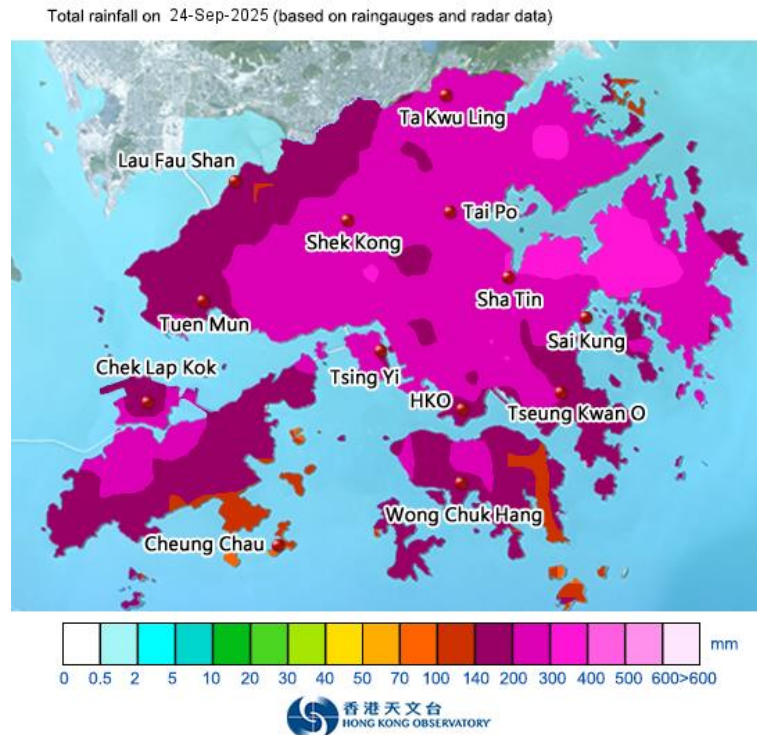 Total rainfall on 24-Sep-2025 (based on raingauges and radar data)
Ta Kwu Ling
Lau Fau Shan
Tai Po
Shek Kong
Sha Tin
Tuen Mun
Sai Kung
Chek Lap Kok
Tsing Yi
HKO
Tseung Kwan O
Wong Chuk Hang
Cheung Chau
mm
0 0.5 2 5 10 20 30 40 50 70 100 140 200 300 400 500 600>600
香港天文台
HONG KONG OBSERVATORY